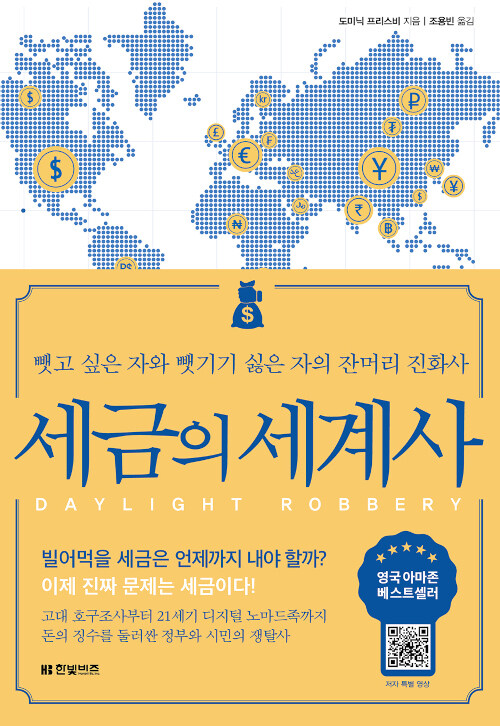 도미닉 프리스비 지음 | 조용빈 옮김
$
kr
₽
£
€
₣
₮
$
¥
₩
¥
$
₦
₹
฿
R$
$
뺏고 싶은 자와 뺏기기 싫은 자의 잔머리 진화사
세금의 세계사
DAYLIGHT ROBBERY
빌어먹을 세금은 언제까지 내야 할까?
이제 진짜 문제는 세금이다!
고대 호구조사부터 21세기 디지털 노마드족까지
돈의 징수를 둘러싼 정부와 시민의 쟁탈사
영국 아마존
베스트셀러
한빛비즈
Hanbit Biz, Inc.
저자 특별 영상